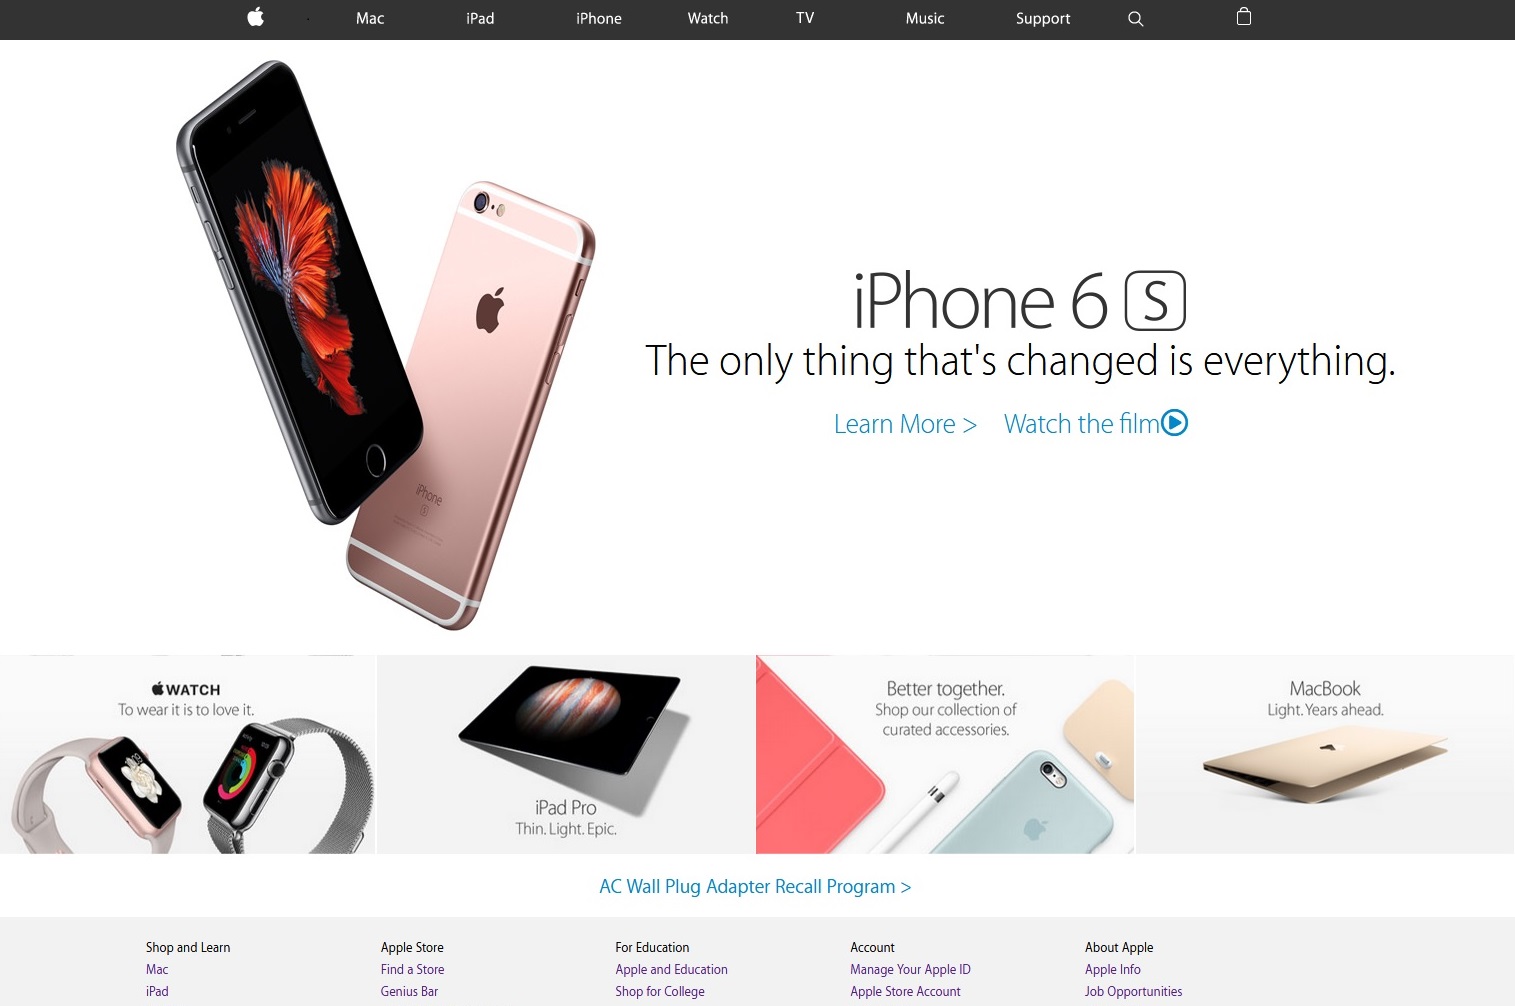 Mac iPad iPhone Watch TV Music Support
iPhone 6 S
The only thing that's changed is everything.
Learn More > Watch the film
iPhone
S
WATCH
To wear it is to love it.
iPad Pro
Thin. Light. Epic.
Better together.
Shop our collection of
curated accessories.
MacBook
Light. Years ahead.
AC Wall Plug Adapter Recall Program >
Shop and Learn Apple Store For Education Account About Apple
Mac Find a Store Apple and Education Manage Your Apple ID Apple Info
iPad Genius Bar Shop for College Apple Store Account Job Opportunities